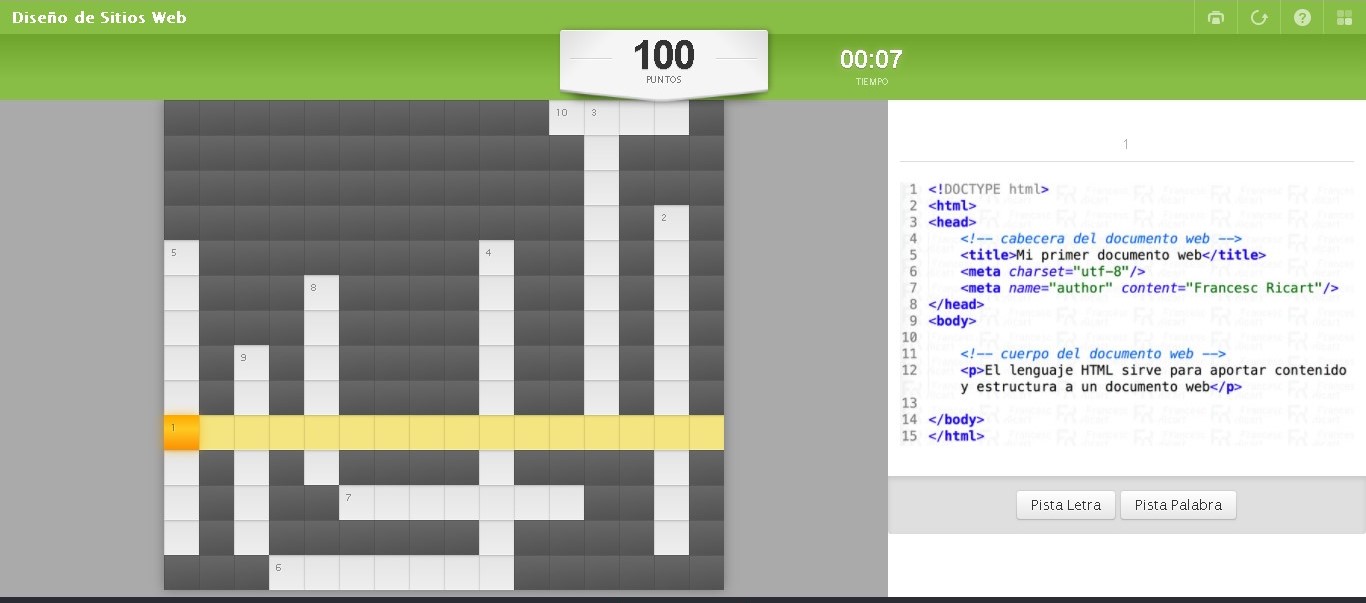 Diseño de Sitios Web
100
PUNTOS
00:07
TIEMPO
10 3
2
5 4
8
9
1
7
6
1
1 <!DOCTYPE html>
2 <html>
3 <head>
4 <!-- cabecera del documento web -->
5 <title>Mi primer documento web</title>
6 <meta charset="utf-8"/>
7 <meta name="author" content="Francesc Ricart"/>
8 </head>
9 <body>
10
11 <!-- cuerpo del documento web -->
12 <p>El lenguaje HTML sirve para aportar contenido
y estructura a un documento web</p>
13
14 </body>
15 </html>
Pista Letra Pista Palabra